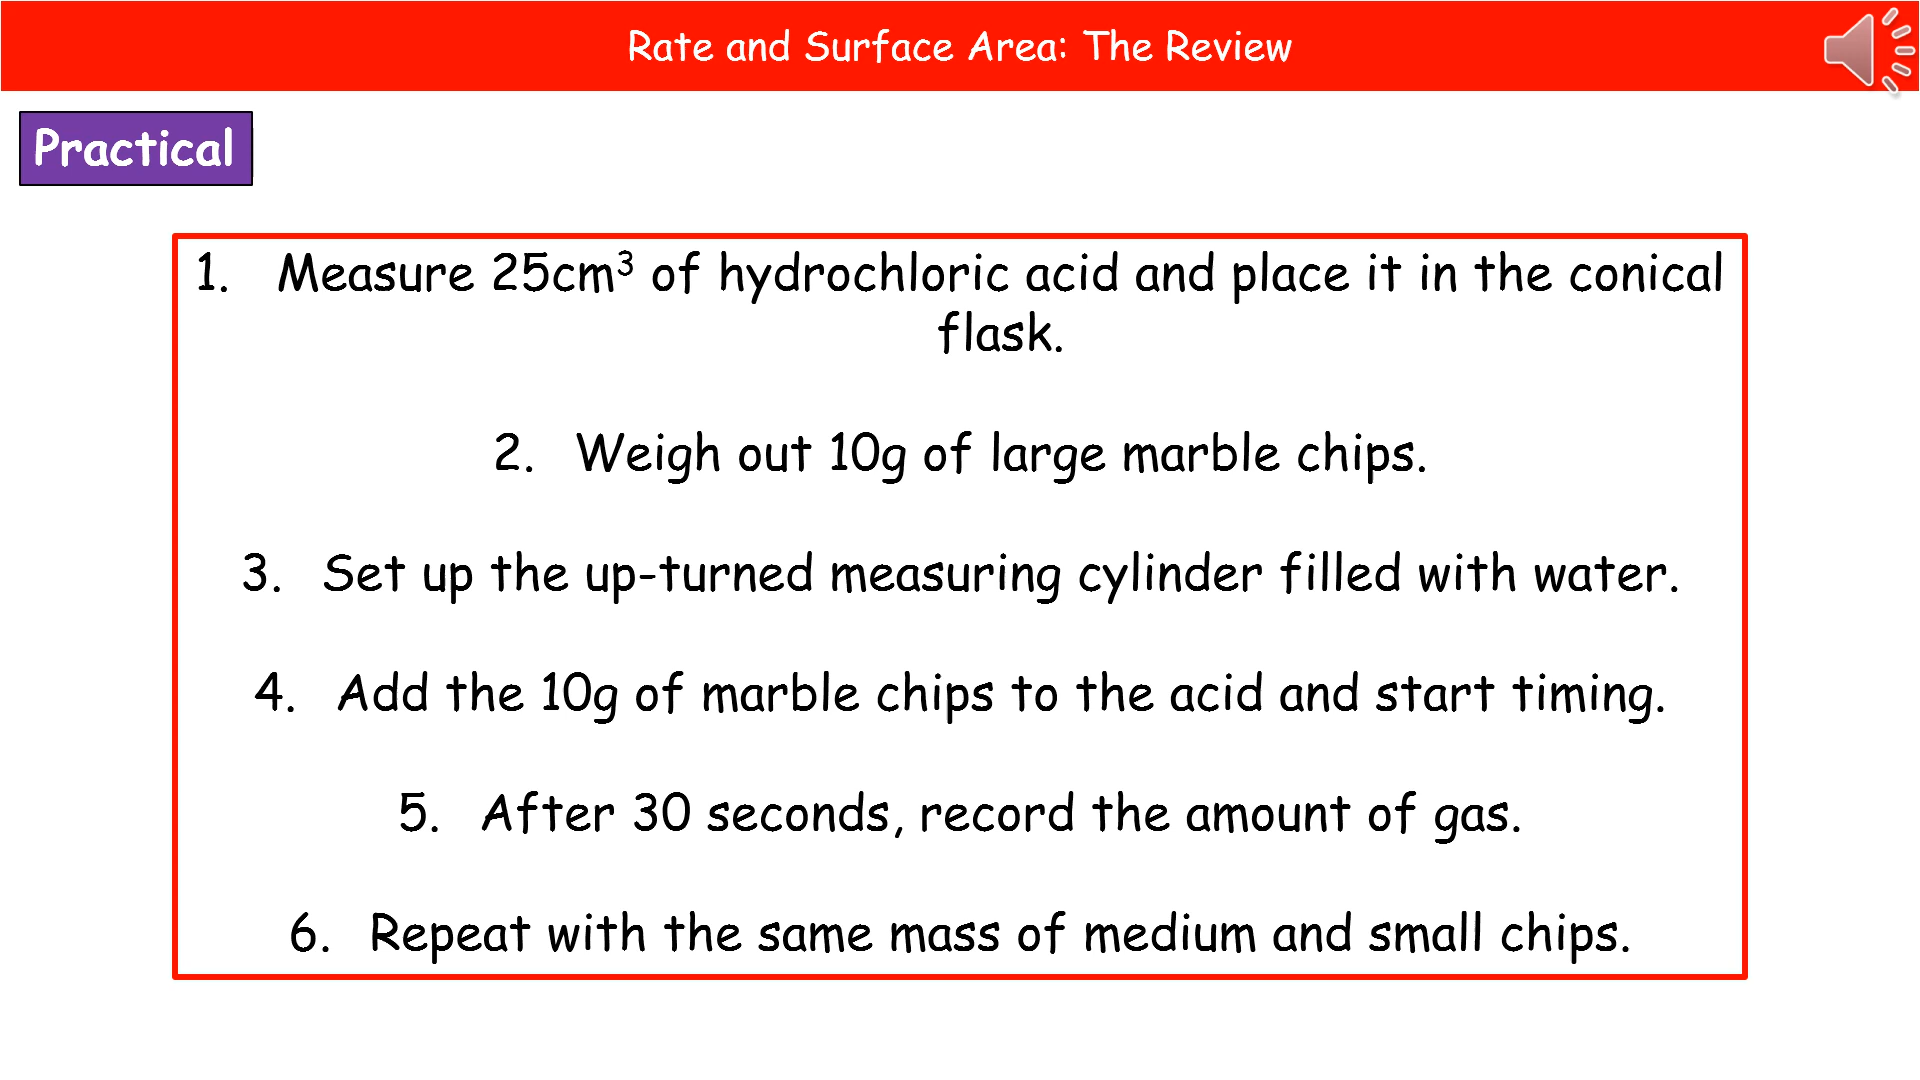 Rate and Surface Area: The Review
Practical
1. Measure 25cm³ of hydrochloric acid and place it in the conical
flask.
2. Weigh out 10g of large marble chips.
3. Set up the up-turned measuring cylinder filled with water.
4. Add the 10g of marble chips to the acid and start timing.
5. After 30 seconds, record the amount of gas.
6. Repeat with the same mass of medium and small chips.